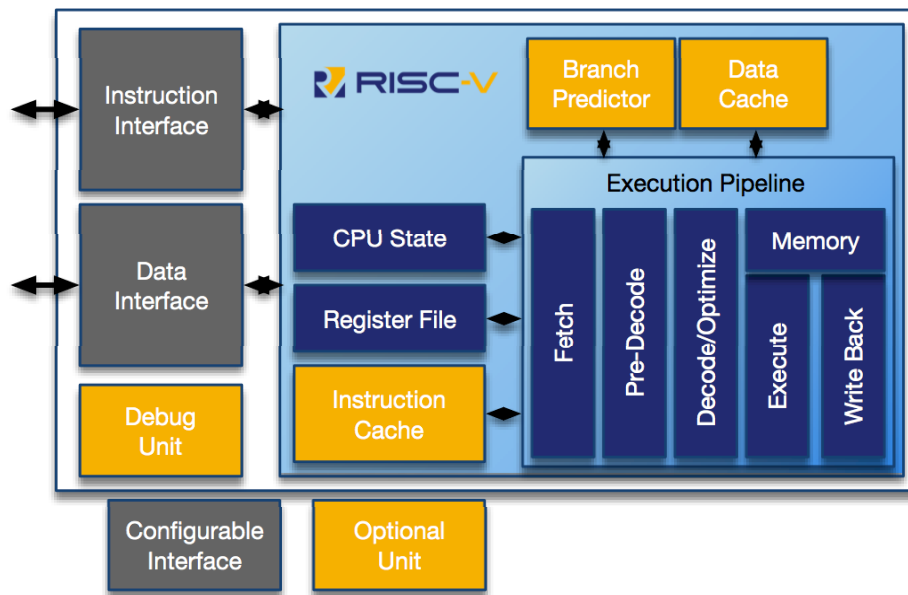 Instruction
Interface
RISC-V
Branch
Predictor
Data
Cache
Execution Pipeline
Data
Interface
CPU State
Register File
Instruction
Cache
Fetch
Pre-Decode
Decode/Optimize
Memory
Execute
Write Back
Debug
Unit
Configurable
Interface
Optional
Unit